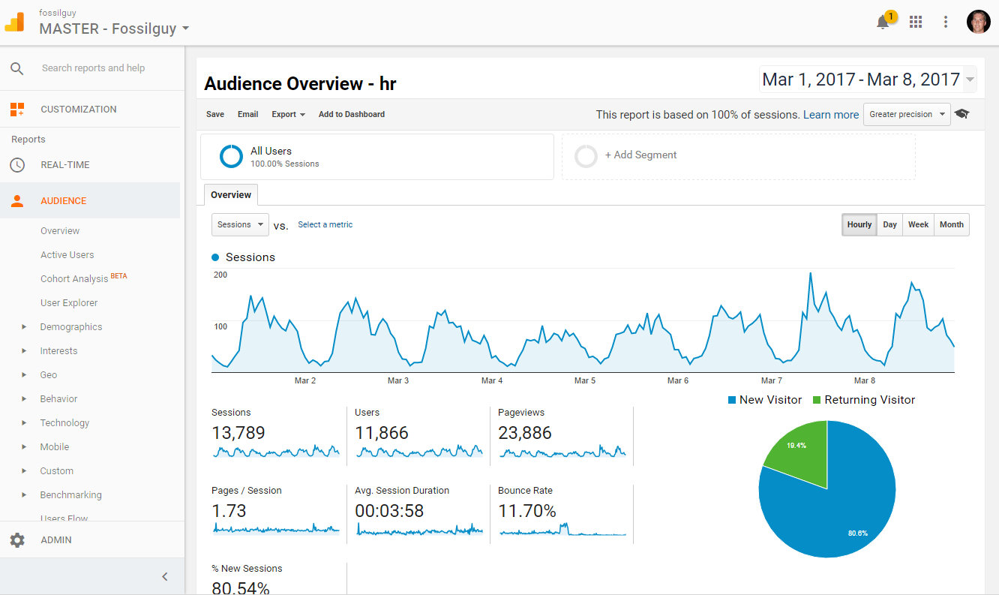 fossilguy
MASTER - Fossilguy
1
Search reports and help
CUSTOMIZATION
Reports
REAL-TIME
AUDIENCE
Overview
Active Users
Cohort Analysis BETA
User Explorer
Demographics
Interests
Geo
Behavior
Technology
Mobile
Custom
Benchmarking
Users Flow
ADMIN
Audience Overview - hr
Mar 1, 2017 - Mar 8, 2017
Save Email Export Add to Dashboard
This report is based on 100% of sessions. Learn more Greater precision
All Users
100.00% Sessions
+ Add Segment
Overview
Sessions vs. Select a metric
Hourly Day Week Month
Sessions
200
100
Mar 2 Mar 3 Mar 4 Mar 5 Mar 6 Mar 7 Mar 8
New Visitor Returning Visitor
Sessions Users Pageviews
13,789 11,866 23,886
Pages / Session Avg. Session Duration Bounce Rate
1.73 00:03:58 11.70%
% New Sessions
80.54%
19.4%
80.6%